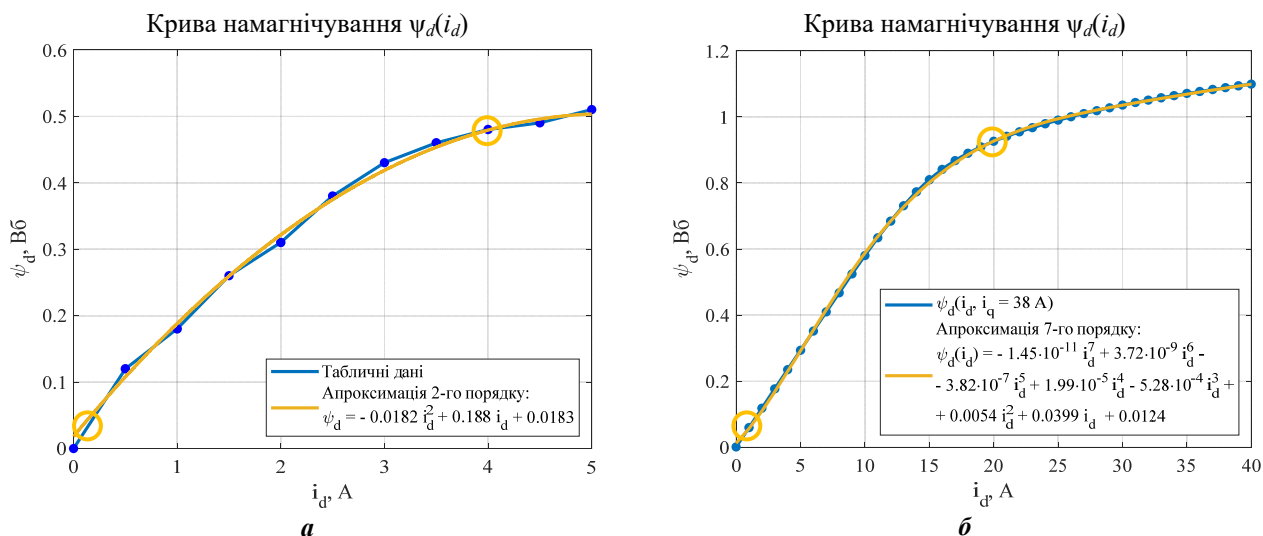 Крива намагнічування ψd(id)
0.6
0.5
0.4
0.3
0.2
0.1
0
ψd, Вб
0 1 2 3 4 5
id, А
Табличні дані
Апроксимація 2-го порядку:
ψd = - 0.0182 id² + 0.188 id + 0.0183
а
Крива намагнічування ψd(id)
1.2
1
0.8
0.6
0.4
0.2
0
ψd, Вб
0 5 10 15 20 25 30 35 40
id, А
ψd(id, iq = 38 А)
Апроксимація 7-го порядку:
ψd(id) = - 1.45·10⁻¹¹ id⁷ + 3.72·10⁻⁹ id⁶ -
- 3.82·10⁻⁷ id⁵ + 1.99·10⁻⁵ id⁴ - 5.28·10⁻⁴ id³ +
+ 0.0054 id² + 0.0399 id + 0.0124
б